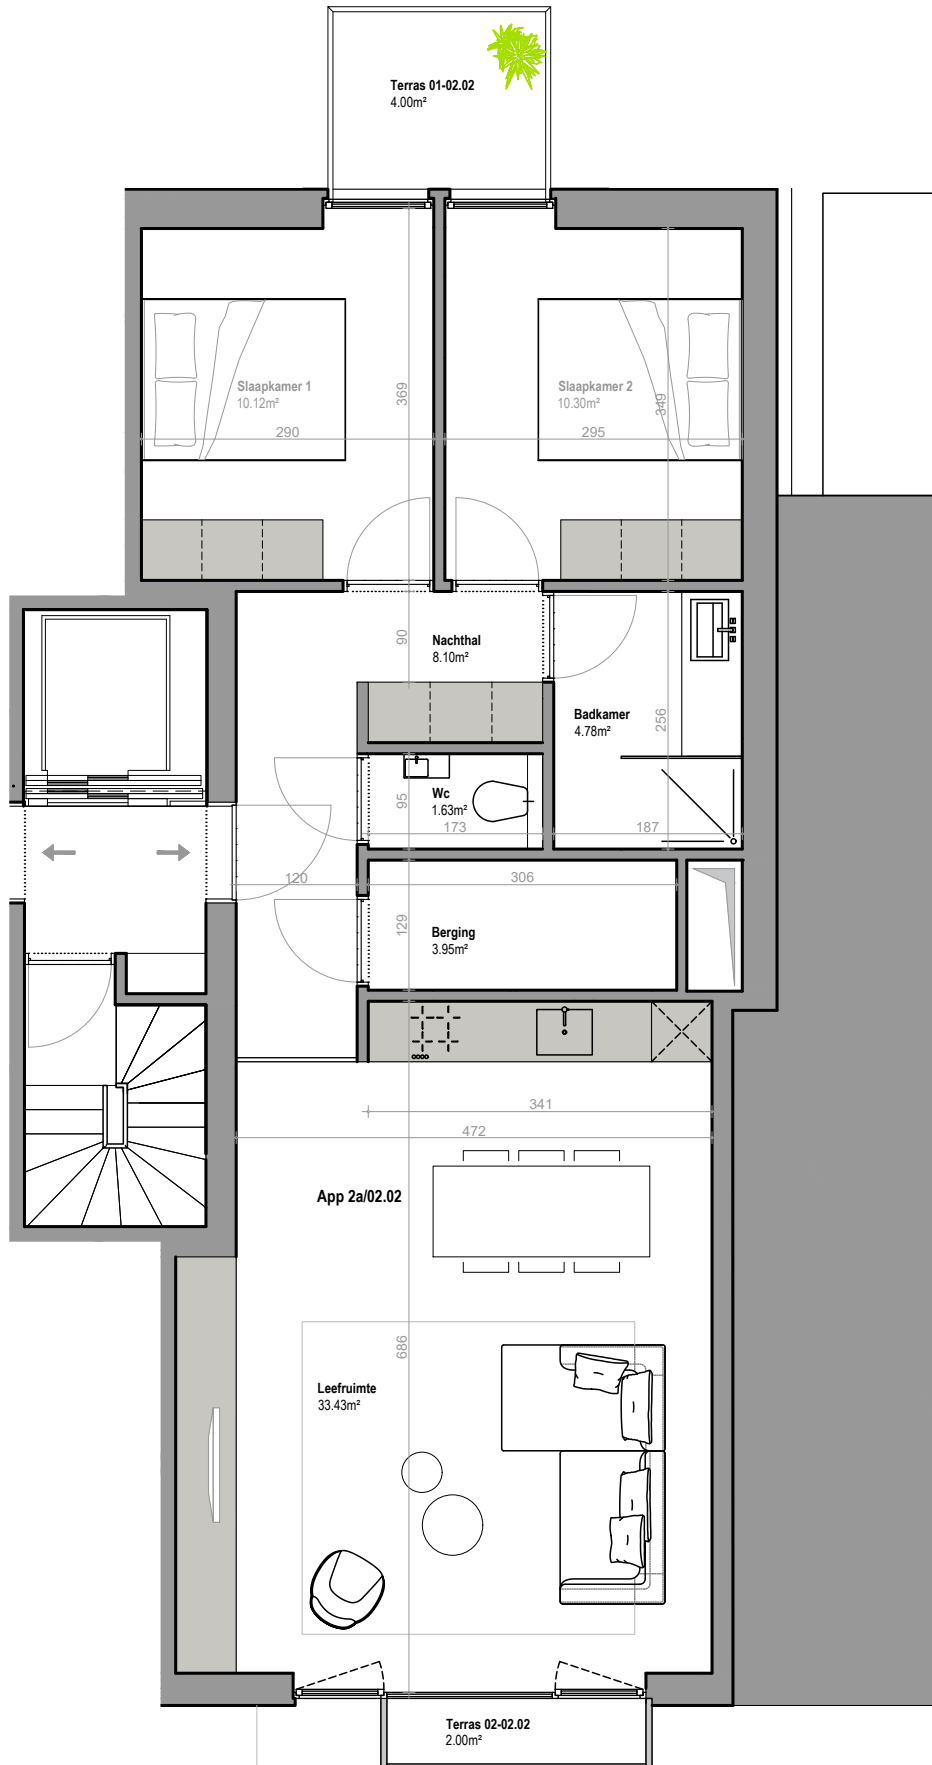 Terras 01-02.02
4.00m²
Slaapkamer 1
10.12m²
369
290
Slaapkamer 2
10.30m²
349
295
90
Nachthal
8.10m²
Badkamer
4.78m²
256
95
Wc
1.63m²
173
187
120
306
129
Berging
3.95m²
341
472
App 2a/02.02
686
Leefruimte
33.43m²
Terras 02-02.02
2.00m²